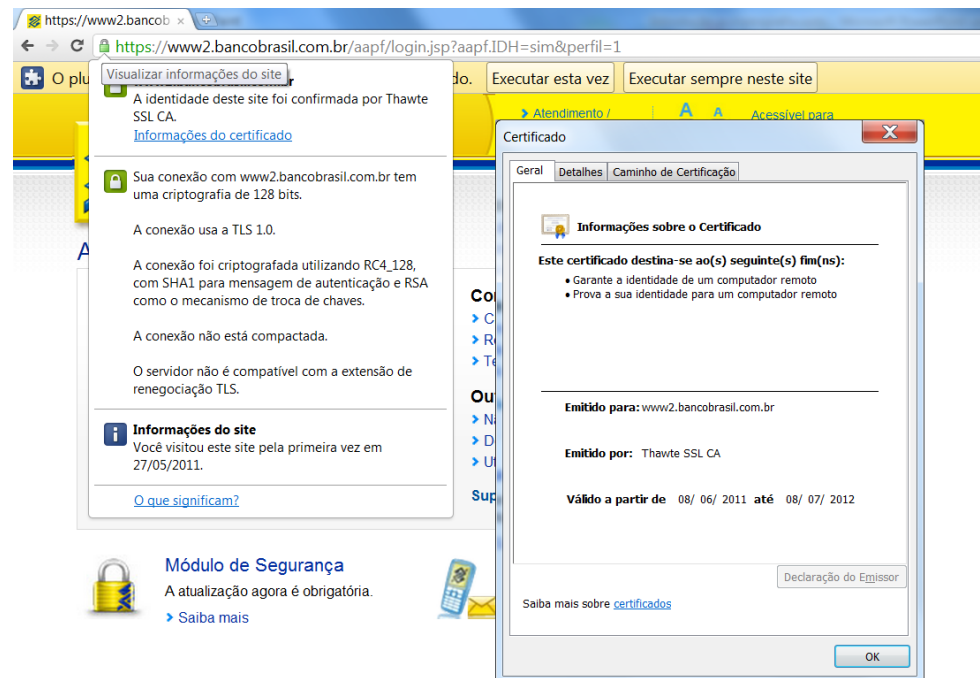 https://www2.bancob
https://www2.bancobrasil.com.br/aapf/login.jsp?aapf.IDH=sim&perfil=1
O plu
Visualizar informações do site
do.
Executar esta vez
Executar sempre neste site
A identidade deste site foi confirmada por Thawte
SSL CA.
Informações do certificado
Sua conexão com www2.bancobrasil.com.br tem
uma criptografia de 128 bits.
A conexão usa a TLS 1.0.
A conexão foi criptografada utilizando RC4_128,
com SHA1 para mensagem de autenticação e RSA
como o mecanismo de troca de chaves.
A conexão não está compactada.
O servidor não é compatível com a extensão de
renegociação TLS.
Informações do site
Você visitou este site pela primeira vez em
27/05/2011.
O que significam?
Atendimento /
A A
Acessível para
A
Co
C
R
Te
Ou
N
D
Ut
Sup
Certificado
Geral
Detalhes
Caminho de Certificação
Informações sobre o Certificado
Este certificado destina-se ao(s) seguinte(s) fim(ns):
• Garante a identidade de um computador remoto
• Prova a sua identidade para um computador remoto
Emitido para: www2.bancobrasil.com.br
Emitido por: Thawte SSL CA
Válido a partir de 08/ 06/ 2011 até 08/ 07/ 2012
Declaração do Emissor
Saiba mais sobre certificados
OK
Módulo de Segurança
A atualização agora é obrigatória.
Saiba mais